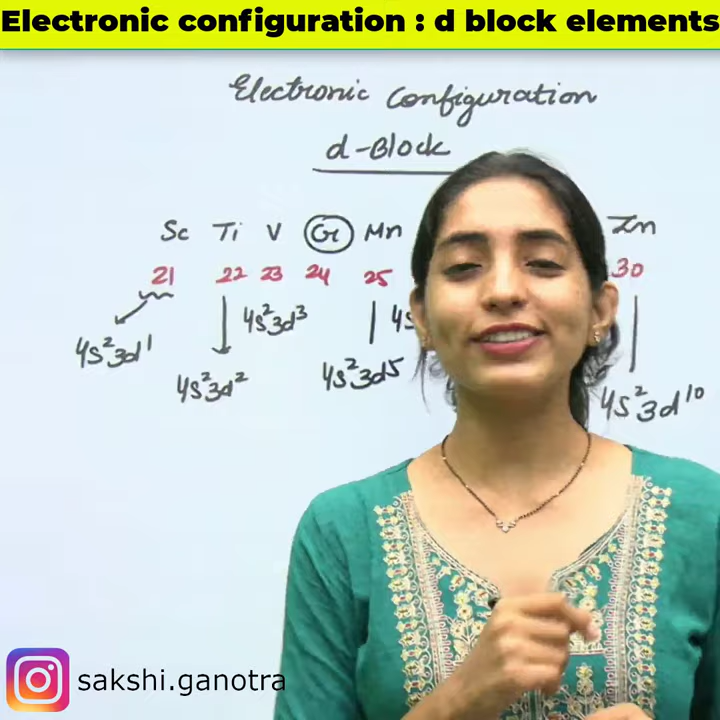 Electronic configuration : d block elements
Electronic Configuration
d-Block
Sc Ti V Cr Mn Zn
21 22 23 24 25 30
4s²3d³ 4s
4s²3d¹ 4s²3d² 4s²3d5 4s²3d¹⁰
sakshi.ganotra